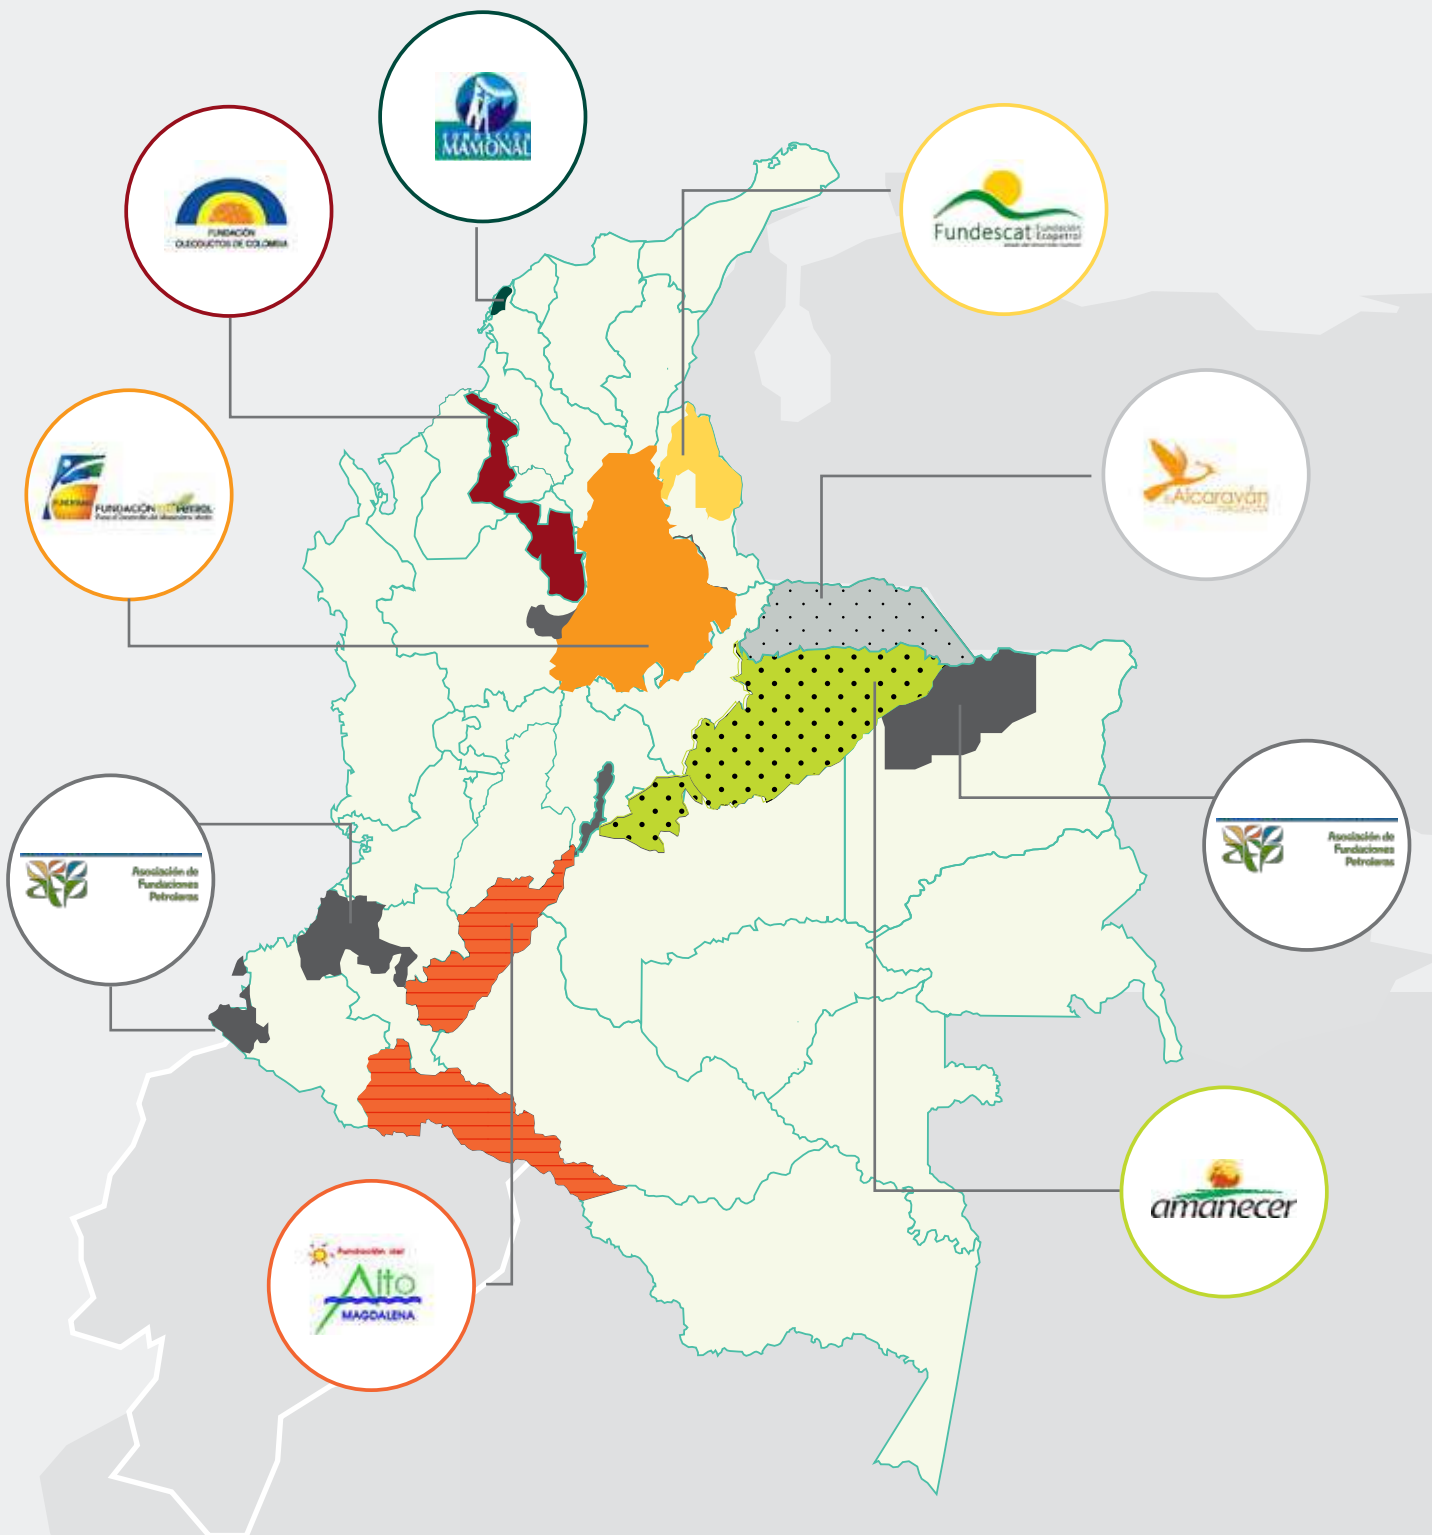 FUNDACIÓN
MAMONAL
FUNDACIÓN
OLEODUCTOS DE COLOMBIA
Fundescat Fundación
Ecopetrol
FUNDACIÓN
PETROL
Alcaraván
Asociación de
Fundaciones
Petroleras
Asociación de
Fundaciones
Petroleras
amanecer
Fundación del
Alto
MAGDALENA